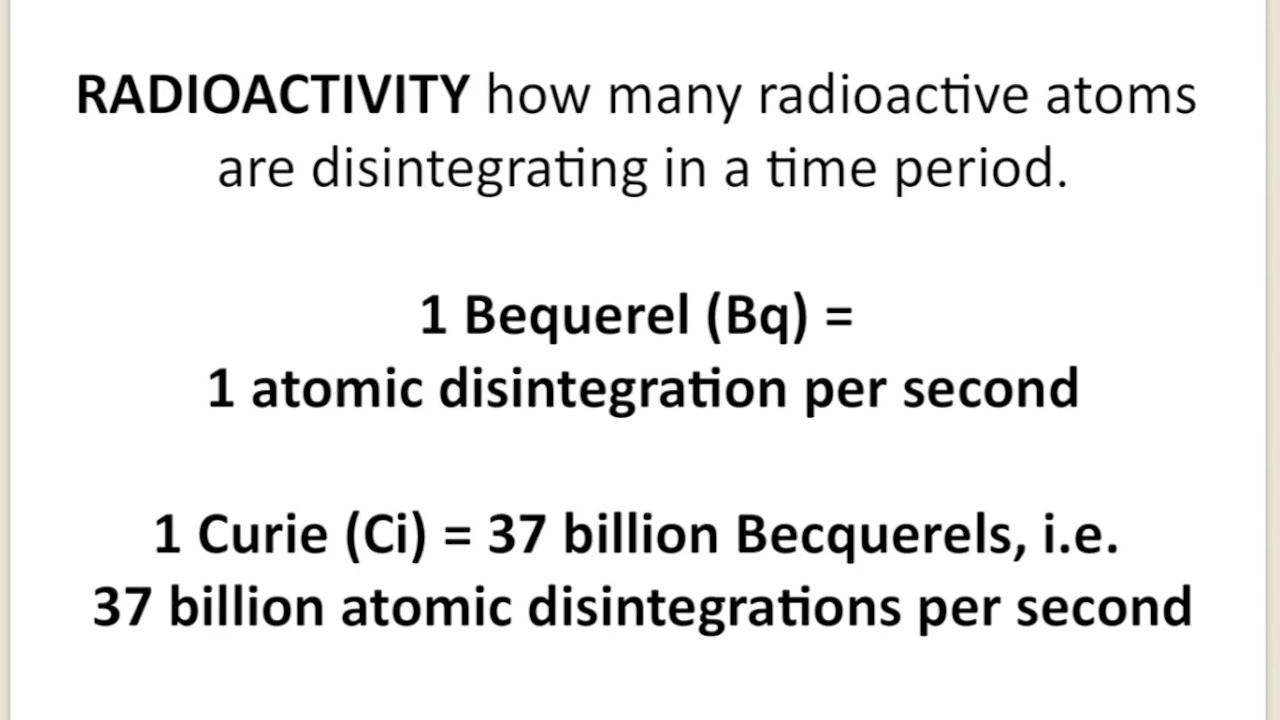 RADIOACTIVITY how many radioactive atoms
are disintegrating in a time period.
1 Bequerel (Bq) =
1 atomic disintegration per second
1 Curie (Ci) = 37 billion Becquerels, i.e.
37 billion atomic disintegrations per second